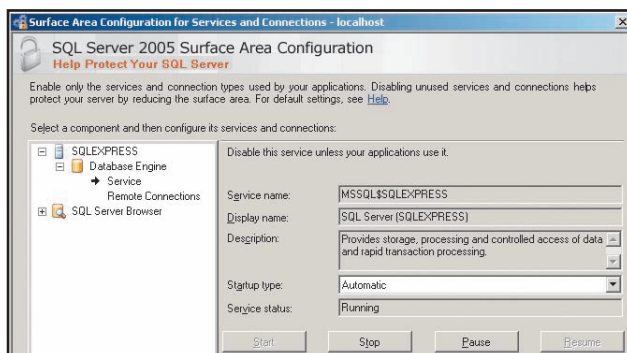 Surface Area Configuration for Services and Connections - localhost
SQL Server 2005 Surface Area Configuration
Help Protect Your SQL Server
Enable only the services and connection types used by your applications. Disabling unused services and connections helps
protect your server by reducing the surface area. For default settings, see Help.
Select a component and then configure its services and connections:
SQLEXPRESS
Database Engine
Service
Remote Connections
SQL Server Browser
Disable this service unless your applications use it.
Service name: MSSQL$SQLEXPRESS
Display name: SQL Server (SQLEXPRESS)
Description: Provides storage, processing and controlled access of data
and rapid transaction processing.
Startup type: Automatic
Service status: Running
Start Stop Pause Resume